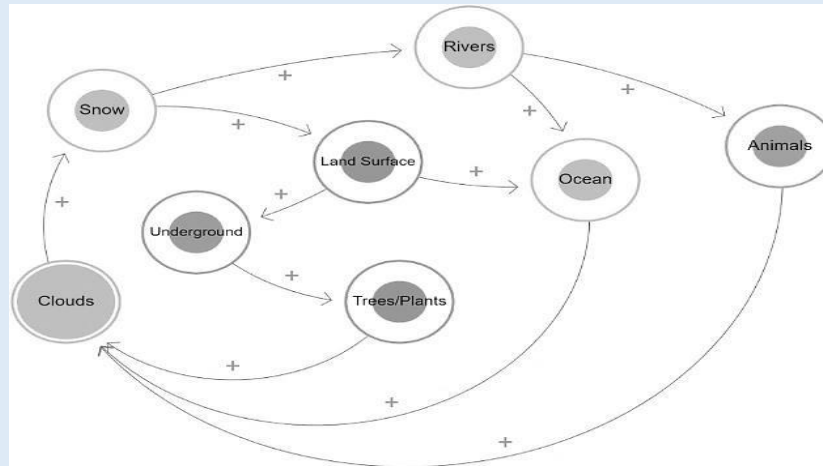 Rivers
+
Snow
+
+
+
Animals
Land Surface
+
Ocean
+
+
Underground
+
Clouds
Trees/Plants
+
+
+